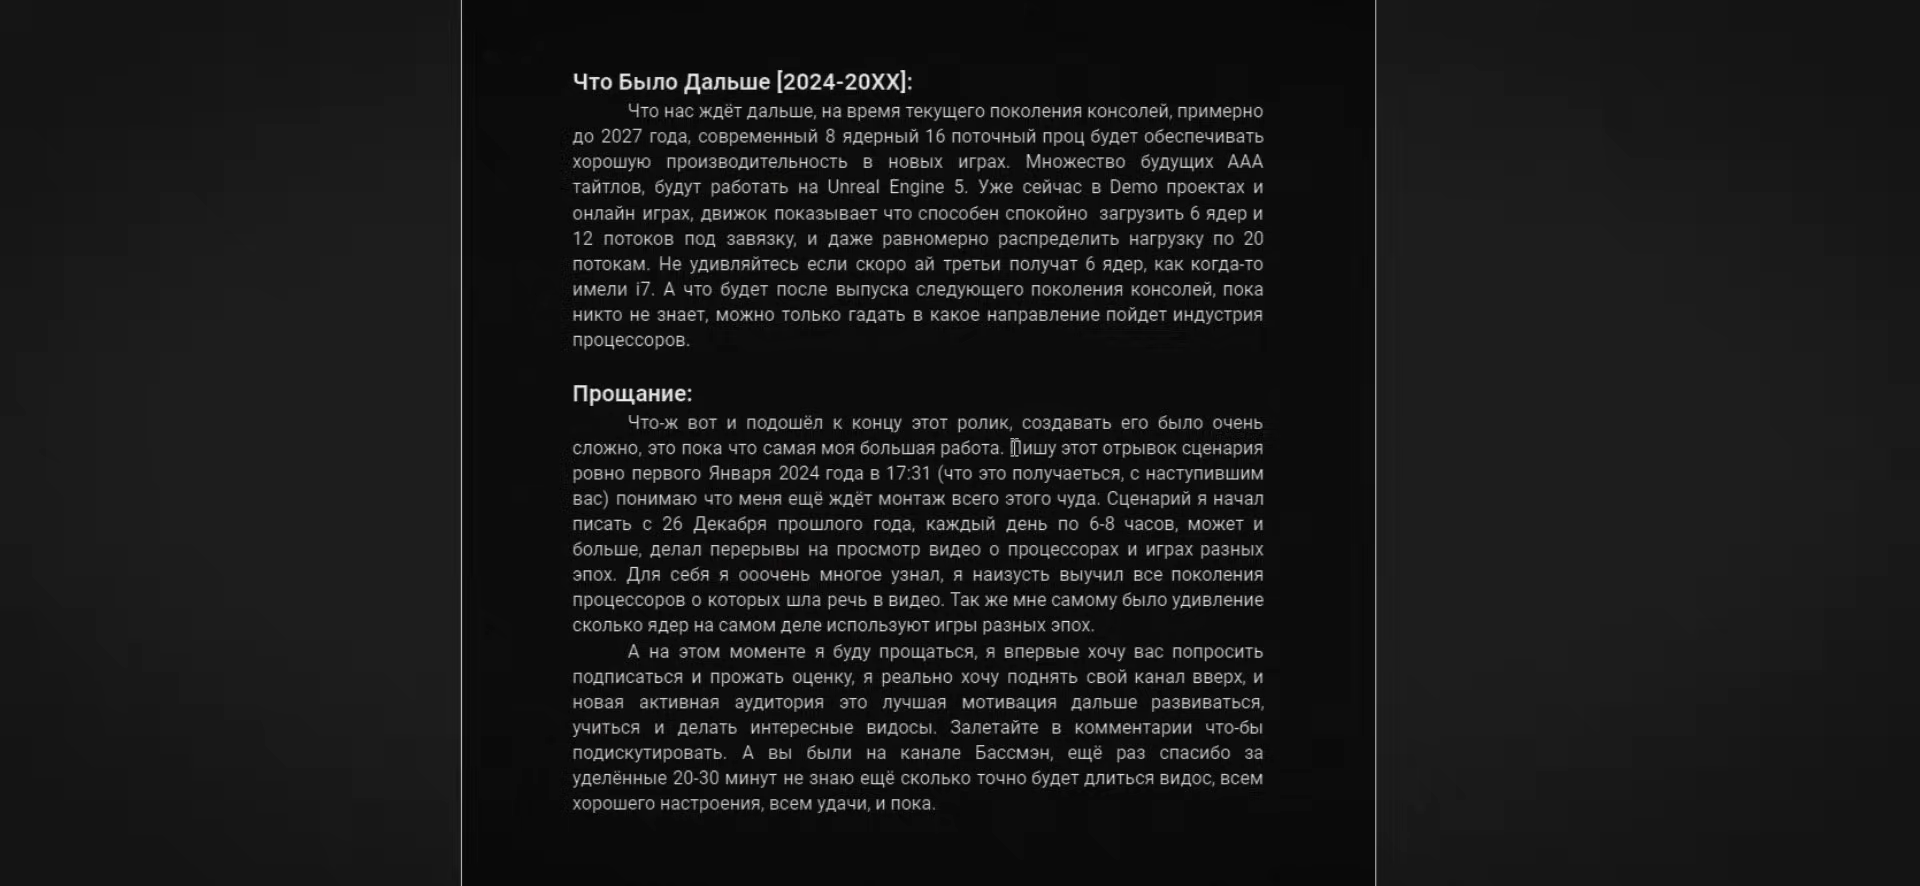 Что Было Дальше [2024-20XX]:
Что нас ждёт дальше, на время текущего поколения консолей, примерно
до 2027 года, современный 8 ядерный 16 поточный проц будет обеспечивать
хорошую производительность в новых играх. Множество будущих ААА
тайтлов, будут работать на Unreal Engine 5. Уже сейчас в Demo проектах и
онлайн играх, движок показывает что способен спокойно  загрузить 6 ядер и
12 потоков под завязку, и даже равномерно распределить нагрузку по 20
потокам. Не удивляйтесь если скоро ай третьи получат 6 ядер, как когда-то
имели i7. А что будет после выпуска следующего поколения консолей, пока
никто не знает, можно только гадать в какое направление пойдет индустрия
процессоров.
Прощание:
Что-ж вот и подошёл к концу этот ролик, создавать его было очень
сложно, это пока что самая моя большая работа. Пишу этот отрывок сценария
ровно первого Января 2024 года в 17:31 (что это получаеться, с наступившим
вас) понимаю что меня ещё ждёт монтаж всего этого чуда. Сценарий я начал
писать с 26 Декабря прошлого года, каждый день по 6-8 часов, может и
больше, делал перерывы на просмотр видео о процессорах и играх разных
эпох. Для себя я ооочень многое узнал, я наизусть выучил все поколения
процессоров о которых шла речь в видео. Так же мне самому было удивление
сколько ядер на самом деле используют игры разных эпох.
А на этом моменте я буду прощаться, я впервые хочу вас попросить
подписаться и прожать оценку, я реально хочу поднять свой канал вверх, и
новая активная аудитория это лучшая мотивация дальше развиваться,
учиться и делать интересные видосы. Залетайте в комментарии что-бы
подискутировать. А вы были на канале Бассмэн, ещё раз спасибо за
уделённые 20-30 минут не знаю ещё сколько точно будет длиться видос, всем
хорошего настроения, всем удачи, и пока.